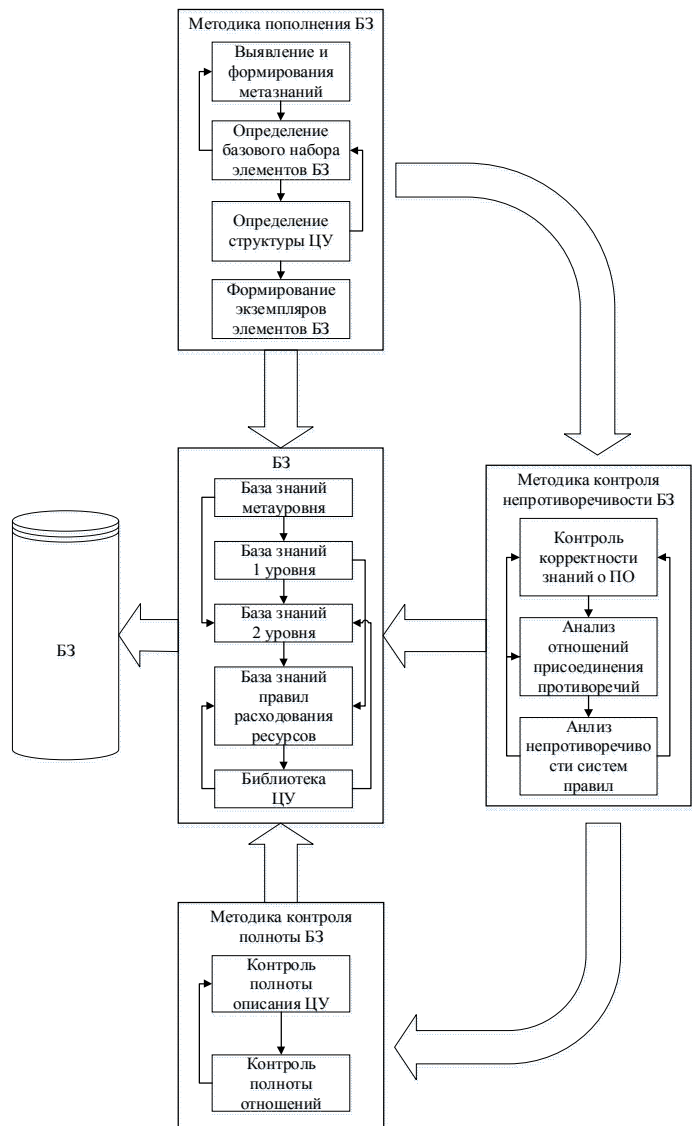 Методика пополнения БЗ
Выявление и
формирования
метазнаний
Определение
базового набора
элементов БЗ
Определение
структуры ЦУ
Формирование
экземпляров
элементов БЗ
БЗ
База знаний
метауровня
База знаний
1 уровня
База знаний
2 уровня
База знаний
правил
расходования
ресурсов
Библиотека
ЦУ
БЗ
Методика контроля
непротиворечивости БЗ
Контроль
корректности
знаний о ПО
Анализ
отношений
присоединения
противоречий
Анлиз
непротиворечиво
сти систем
правил
Методика контроля
полноты БЗ
Контроль
полноты
описания ЦУ
Контроль
полноты
отношений